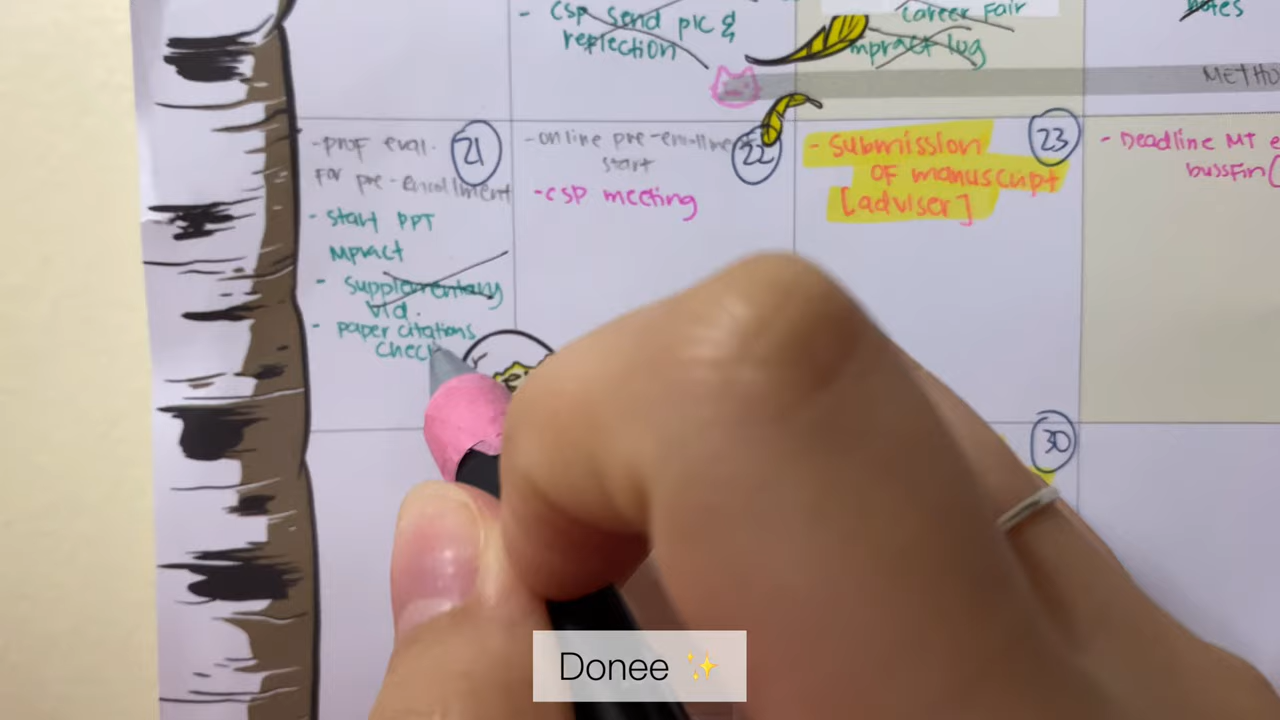 - CSP send pic &
reflection
Career Fair
mpract log
notes
METHO
-prof eval.
For pre-enrollment
21
- start PPT
Mpract
- Supplementary
vid.
- paper citations
check
-online pre-enrollment
start
22
-CSP meeting
- Submission
OF manuscript
[adviser]
23
- Deadline MT e
bussFin(
30
Donee ✨